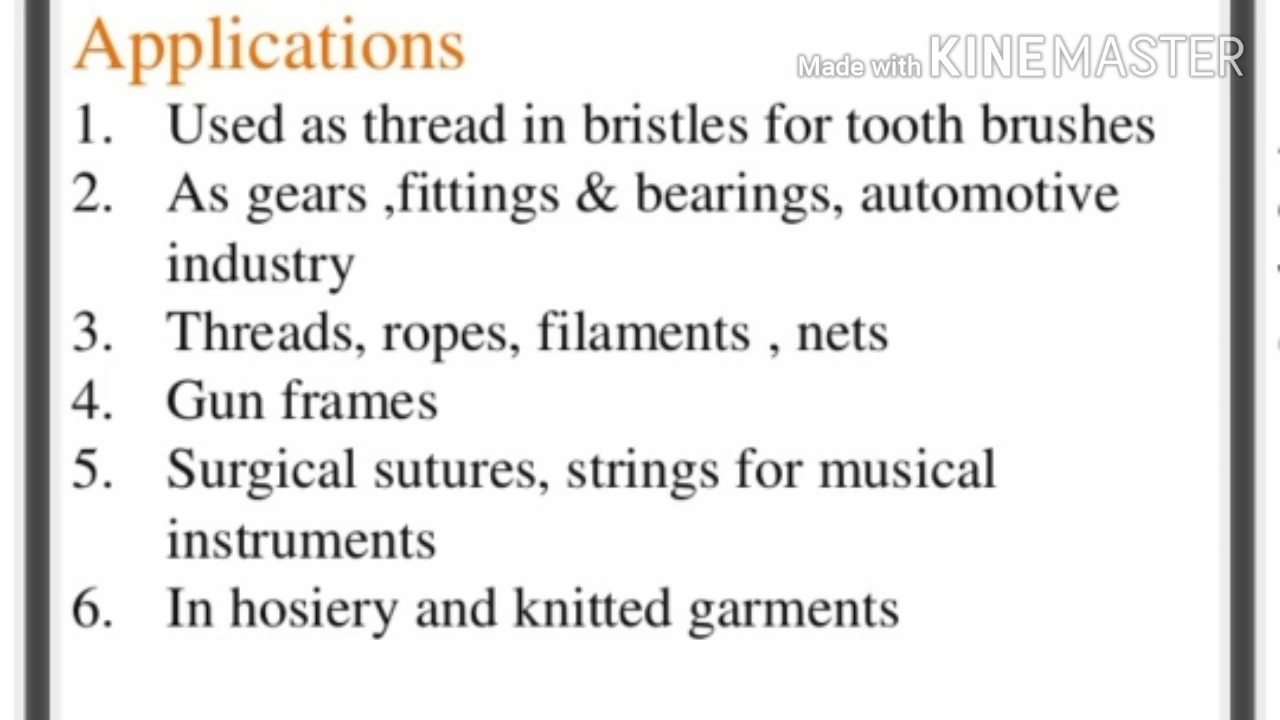 Applications
Made with KINEMASTER
1. Used as thread in bristles for tooth brushes
2. As gears ,fittings & bearings, automotive
industry
3. Threads, ropes, filaments , nets
4. Gun frames
5. Surgical sutures, strings for musical
instruments
6. In hosiery and knitted garments